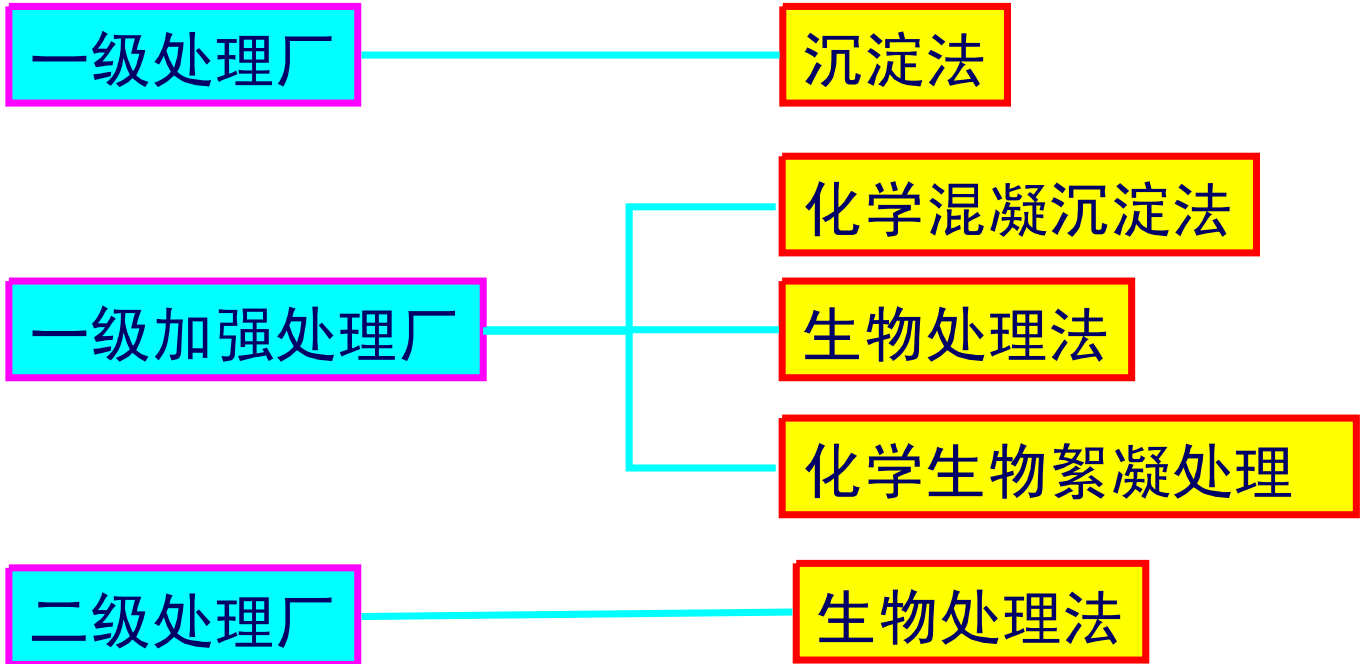 一级处理厂
沉淀法
化学混凝沉淀法
一级加强处理厂
生物处理法
化学生物絮凝处理
二级处理厂
生物处理法